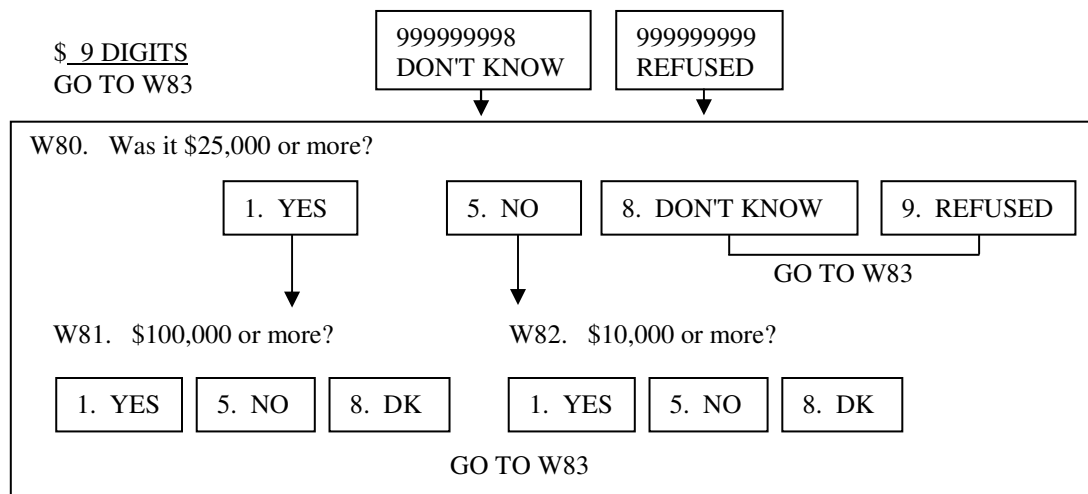 $ 9 DIGITS
GO TO W83
999999998
DON'T KNOW
999999999
REFUSED
W80. Was it $25,000 or more?
1. YES
5. NO
8. DON'T KNOW
9. REFUSED
GO TO W83
W81. $100,000 or more?
W82. $10,000 or more?
1. YES
5. NO
8. DK
1. YES
5. NO
8. DK
GO TO W83